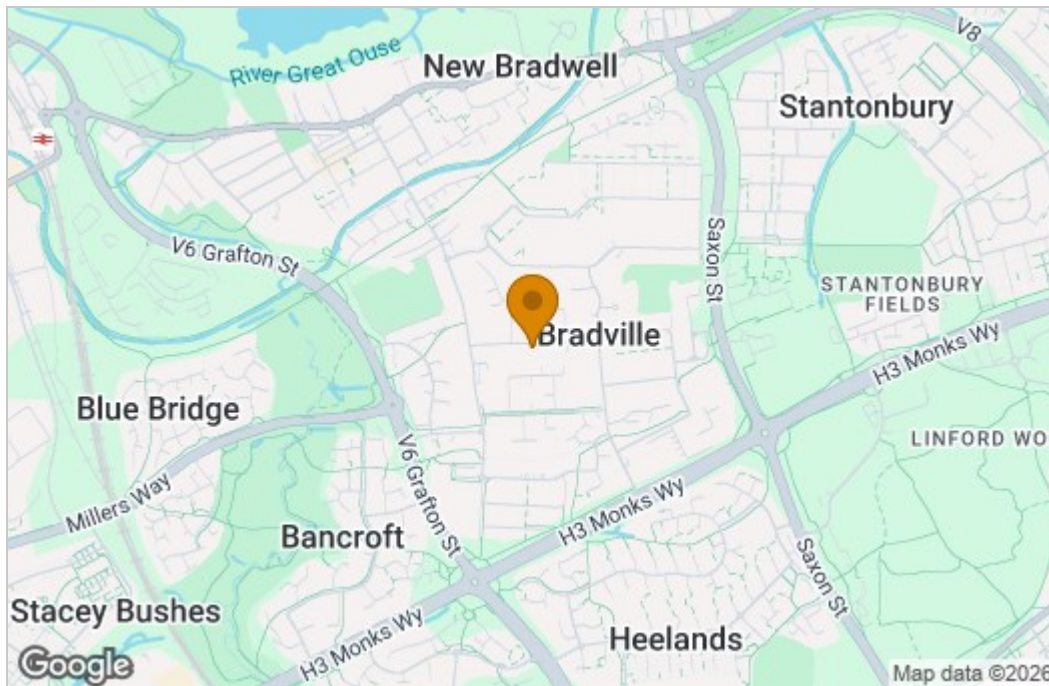 River Great Ouse
New Bradwell
V8
Stantonbury
V6 Grafton St
Saxon St
STANTONBURY
FIELDS
Bradville
H3 Monks Wy
Blue Bridge
LINFORD WO
V6 Grafton St
Millers Way
H3 Monks Wy
Bancroft
Saxon St
Stacey Bushes
H3 Monks Wy
Heelands
Google
Map data ©2026